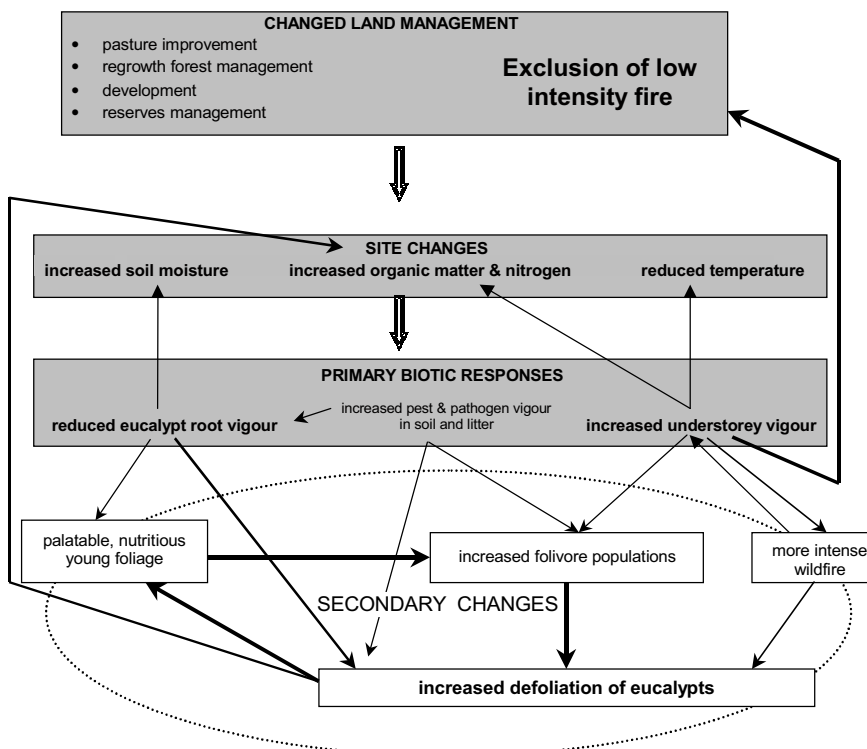 CHANGED LAND MANAGEMENT
• pasture improvement
• regrowth forest management
• development
• reserves management
Exclusion of low
intensity fire
SITE CHANGES
increased soil moisture
increased organic matter & nitrogen
reduced temperature
PRIMARY BIOTIC RESPONSES
reduced eucalypt root vigour
increased pest & pathogen vigour
in soil and litter
increased understorey vigour
palatable, nutritious
young foliage
increased folivore populations
more intense
wildfire
SECONDARY CHANGES
increased defoliation of eucalypts